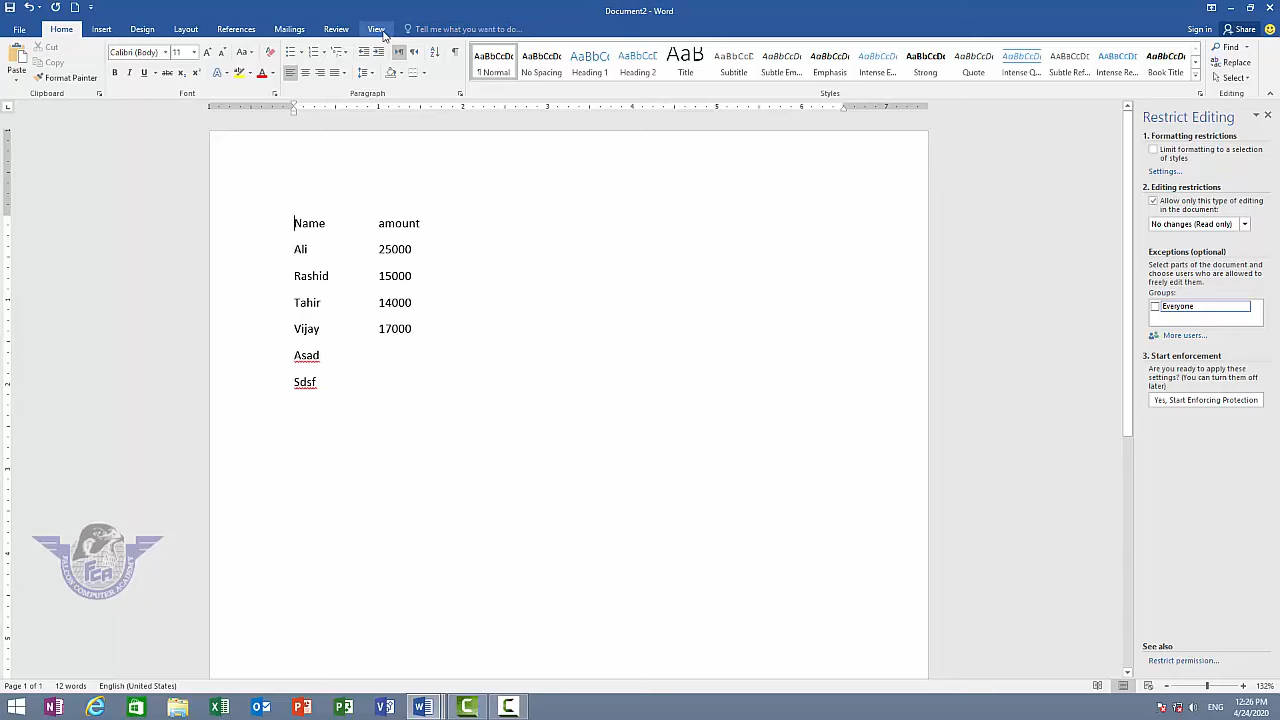 Document2 - Word
File Home Insert Design Layout References Mailings Review View Tell me what you want to do... Sign in Share
Paste
Cut
Copy
Format Painter
Clipboard
Calibri (Body) 11
Font
Paragraph
AaBbCcDc AaBbCcDc AaBbCc AaBbCcC AaB AaBbCcC AaBbCcDc AaBbCcDc AaBbCcDc AaBbCcDc AaBbCcDc AaBbCcDc AaBbCcDc AaBbCcDc AaBbCcDc
¶ Normal No Spacing Heading 1 Heading 2 Title Subtitle Subtle Em... Emphasis Intense E... Strong Quote Intense Q... Subtle Ref... Intense Re... Book Title
Styles
Find
Replace
Select
Editing
Name amount
Ali 25000
Rashid 15000
Tahir 14000
Vijay 17000
Asad
Sdsf
Restrict Editing
1. Formatting restrictions
Limit formatting to a selection
of styles
Settings...
2. Editing restrictions
Allow only this type of editing
in the document:
No changes (Read only)
Exceptions (optional)
Select parts of the document and
choose users who are allowed to
freely edit them.
Groups:
Everyone
More users...
3. Start enforcement
Are you ready to apply these
settings? (You can turn them off
later)
Yes, Start Enforcing Protection
See also
Restrict permission...
FALCON COMPUTER ACADEMY
FCA
Page 1 of 1 12 words English (United States) 132%
ENG
12:26 PM
4/24/2020